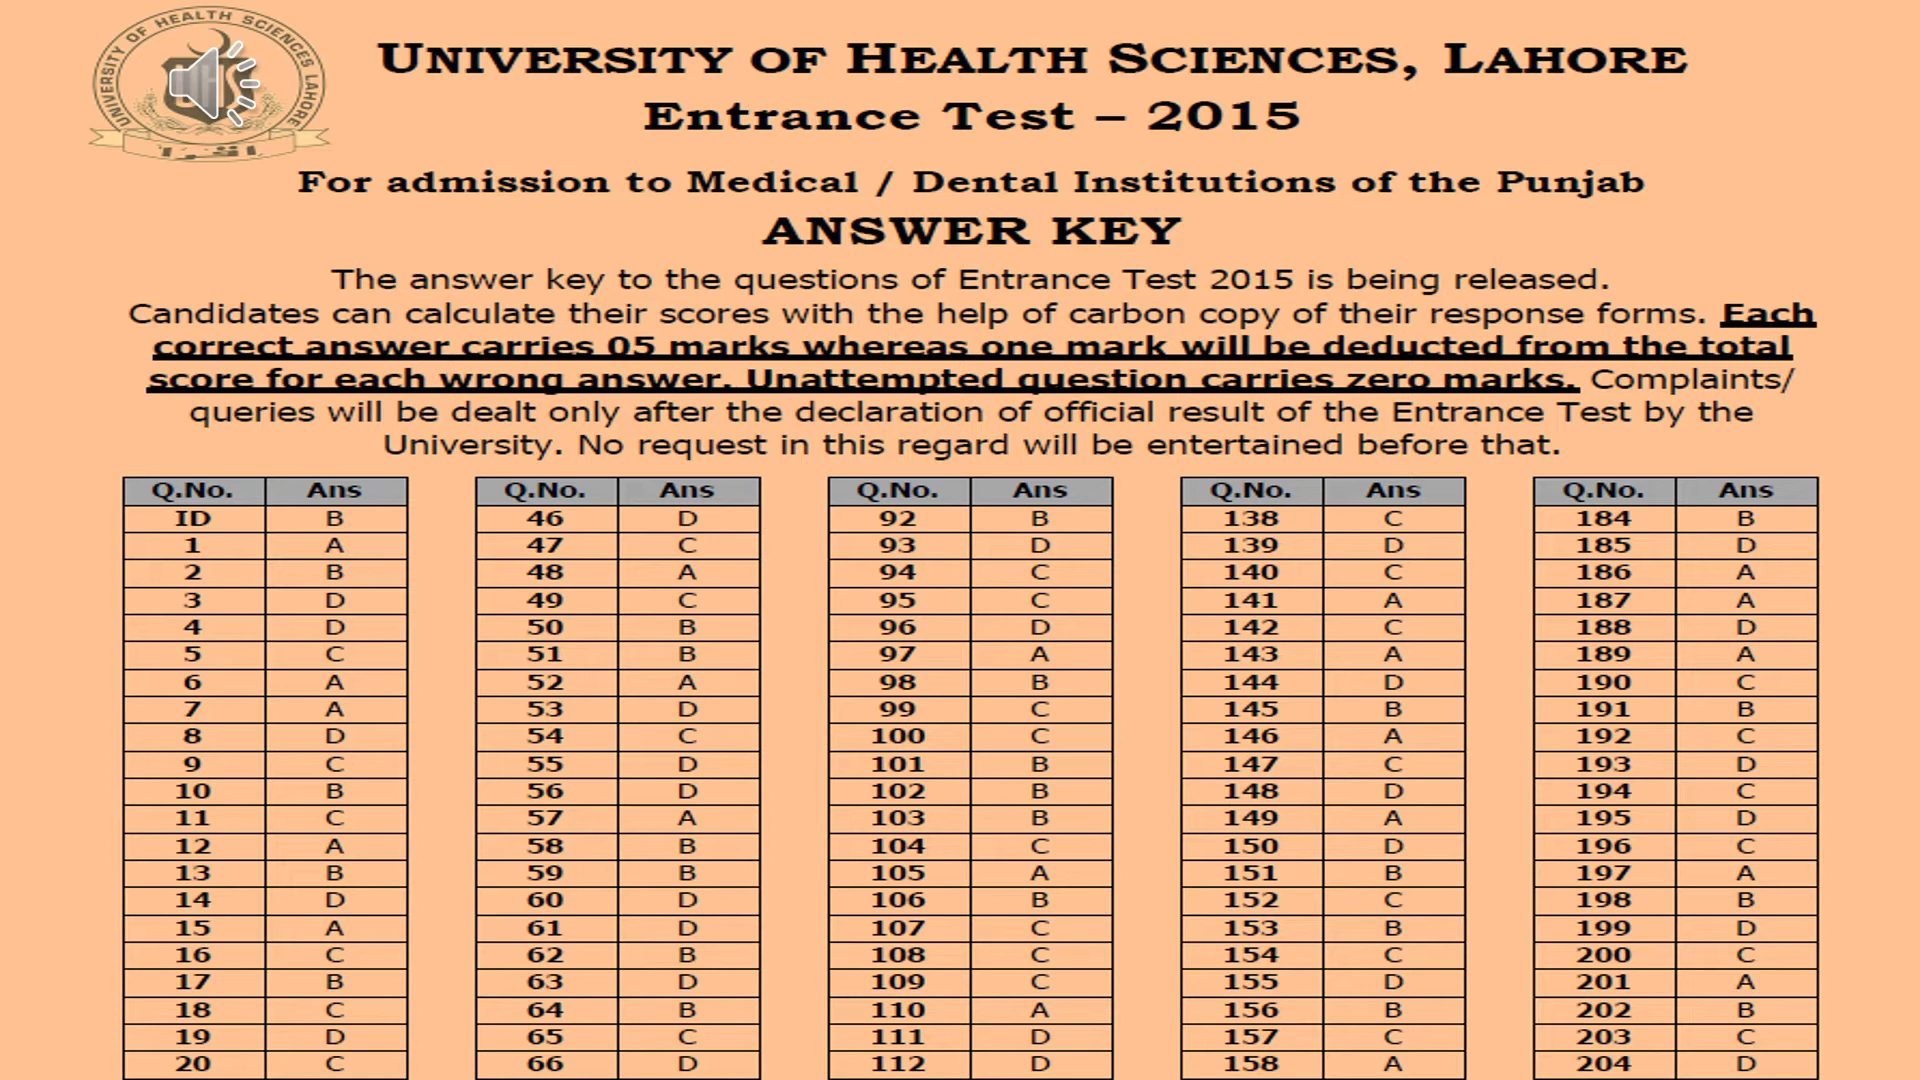 UNIVERSITY OF HEALTH SCIENCES LAHORE
UNIVERSITY OF HEALTH SCIENCES, LAHORE
Entrance Test – 2015
For admission to Medical / Dental Institutions of the Punjab
ANSWER KEY
The answer key to the questions of Entrance Test 2015 is being released.
Candidates can calculate their scores with the help of carbon copy of their response forms. Each
correct answer carries 05 marks whereas one mark will be deducted from the total
score for each wrong answer. Unattempted question carries zero marks. Complaints/
queries will be dealt only after the declaration of official result of the Entrance Test by the
University. No request in this regard will be entertained before that.
Q.No. Ans Q.No. Ans Q.No. Ans Q.No. Ans Q.No. Ans
ID B 46 D 92 B 138 C 184 B
1 A 47 C 93 D 139 D 185 D
2 B 48 A 94 C 140 C 186 A
3 D 49 C 95 C 141 A 187 A
4 D 50 B 96 D 142 C 188 D
5 C 51 B 97 A 143 A 189 A
6 A 52 A 98 B 144 D 190 C
7 A 53 D 99 C 145 B 191 B
8 D 54 C 100 C 146 A 192 C
9 C 55 D 101 B 147 C 193 D
10 B 56 D 102 B 148 D 194 C
11 C 57 A 103 B 149 A 195 D
12 A 58 B 104 C 150 D 196 C
13 B 59 B 105 A 151 B 197 A
14 D 60 D 106 B 152 C 198 B
15 A 61 D 107 C 153 B 199 D
16 C 62 B 108 C 154 C 200 C
17 B 63 D 109 C 155 D 201 A
18 C 64 B 110 A 156 B 202 B
19 D 65 C 111 D 157 C 203 C
20 C 66 D 112 D 158 A 204 D